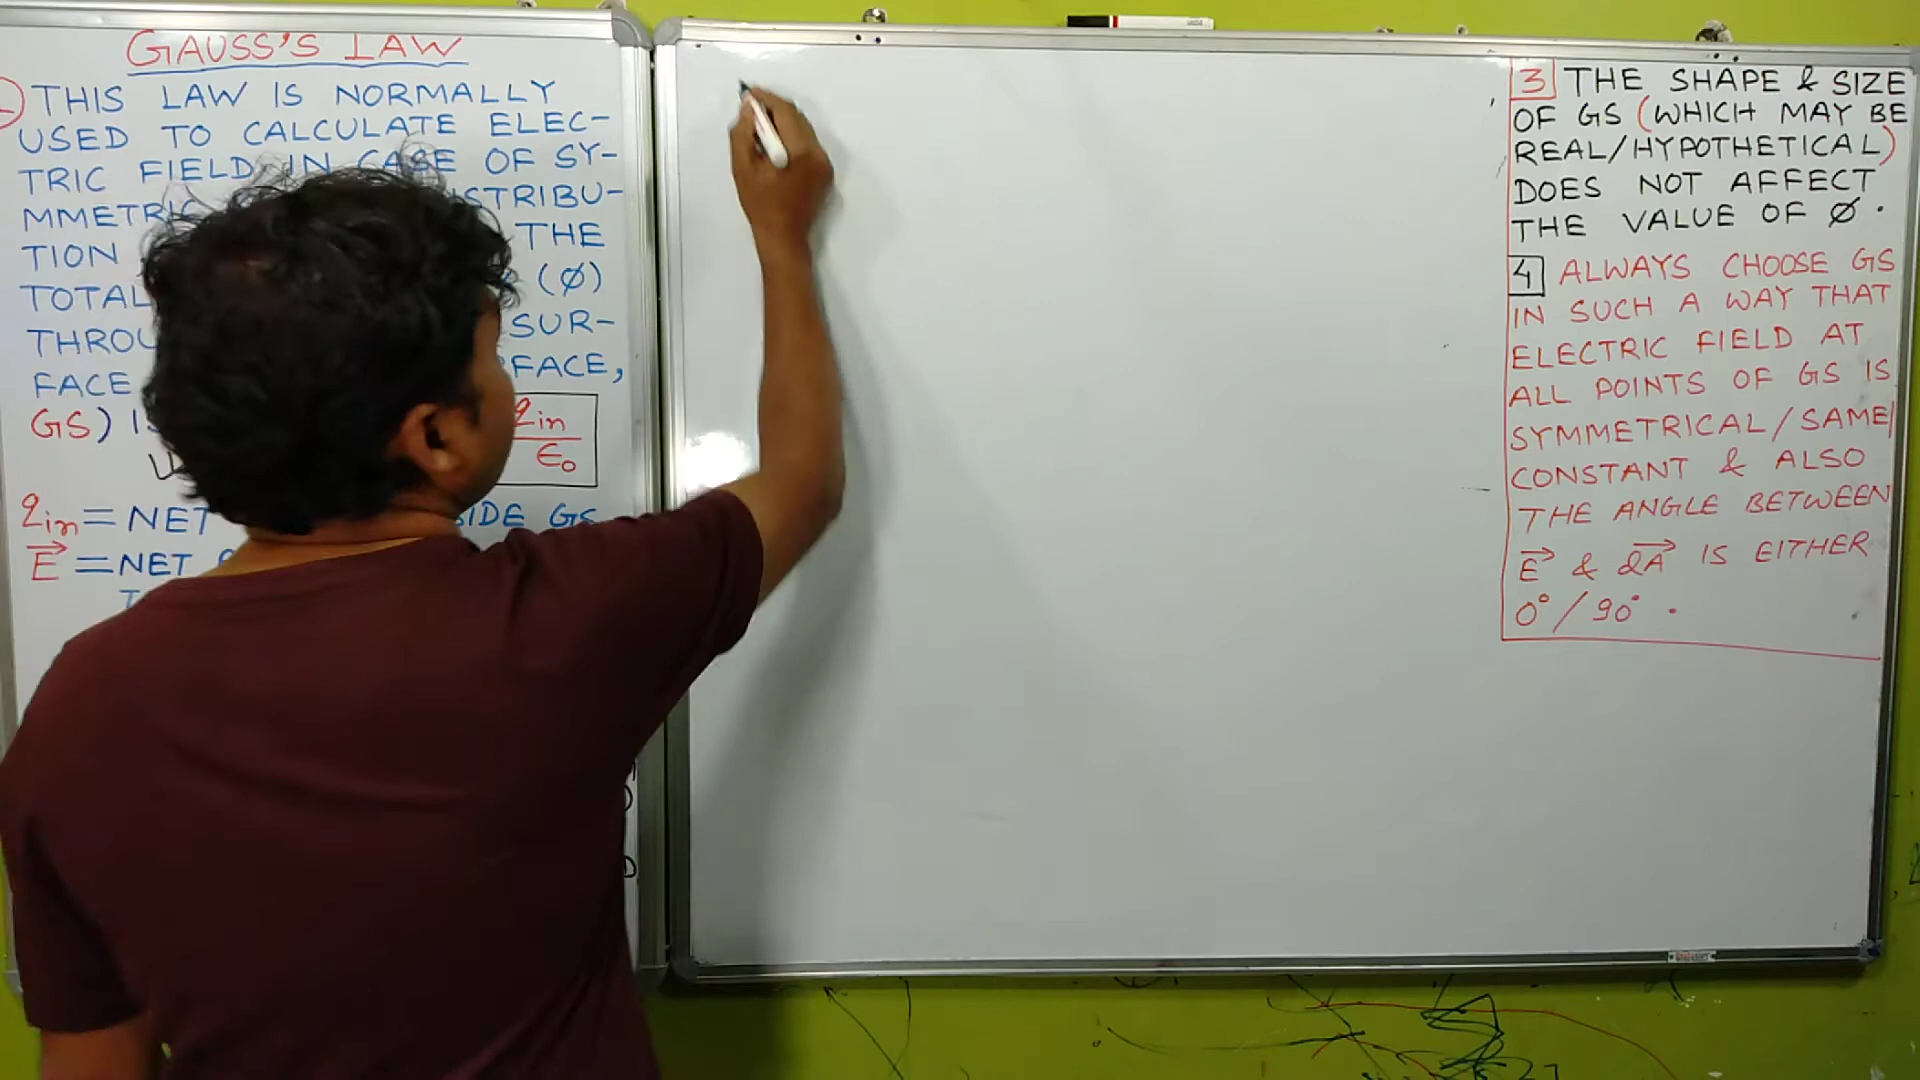 GAUSS'S LAW
THIS LAW IS NORMALLY
USED TO CALCULATE ELEC-
TRIC FIELD IN CASE OF SY-
MMETRIC STRIBU-
TION THE
TOTAL (Ø)
THROU SUR-
FACE FACE,
GS) qin
ϵ₀
qin = NET SIDE GS
E⃗ = NET
3 THE SHAPE & SIZE
OF GS (WHICH MAY BE
REAL/HYPOTHETICAL)
DOES NOT AFFECT
THE VALUE OF Ø.
4 ALWAYS CHOOSE GS
IN SUCH A WAY THAT
ELECTRIC FIELD AT
ALL POINTS OF GS IS
SYMMETRICAL/SAME/
CONSTANT & ALSO
THE ANGLE BETWEEN
E⃗ & dA⃗ IS EITHER
0°/90°.